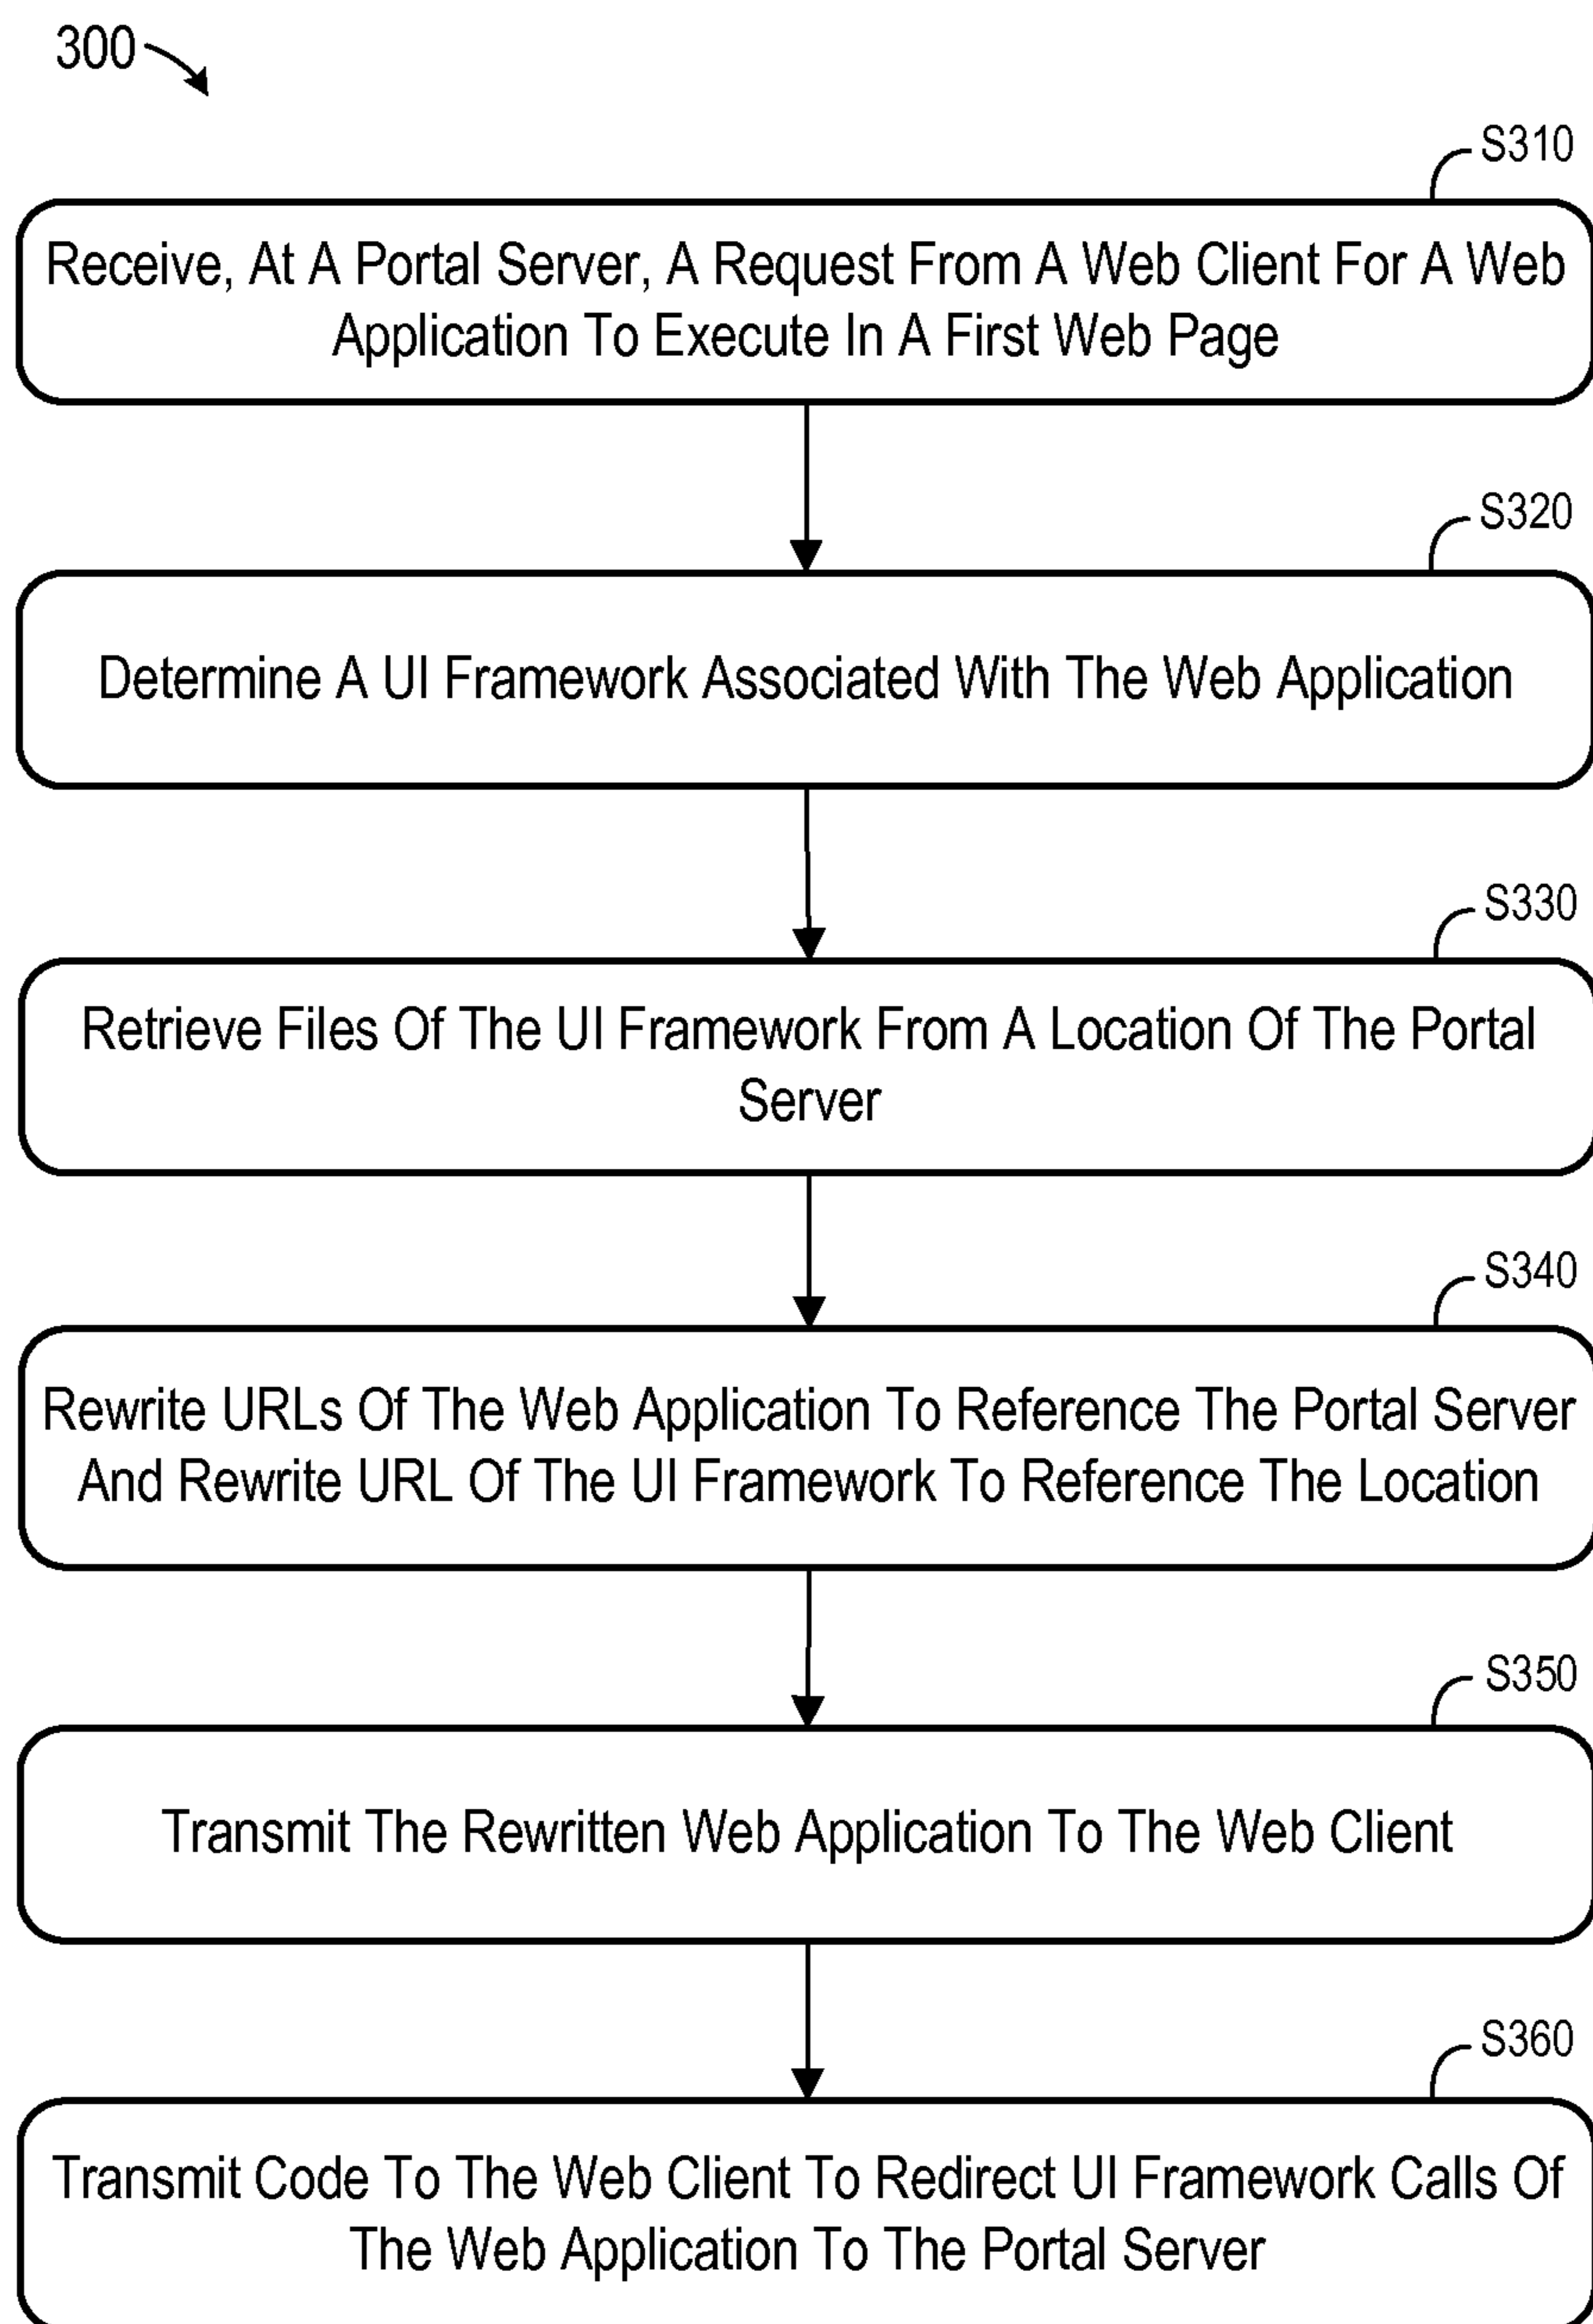 300
S310
Receive, At A Portal Server, A Request From A Web Client For A Web
Application To Execute In A First Web Page
S320
Determine A UI Framework Associated With The Web Application
S330
Retrieve Files Of The UI Framework From A Location Of The Portal
Server
S340
Rewrite URLs Of The Web Application To Reference The Portal Server
And Rewrite URL Of The UI Framework To Reference The Location
S350
Transmit The Rewritten Web Application To The Web Client
S360
Transmit Code To The Web Client To Redirect UI Framework Calls Of
The Web Application To The Portal Server